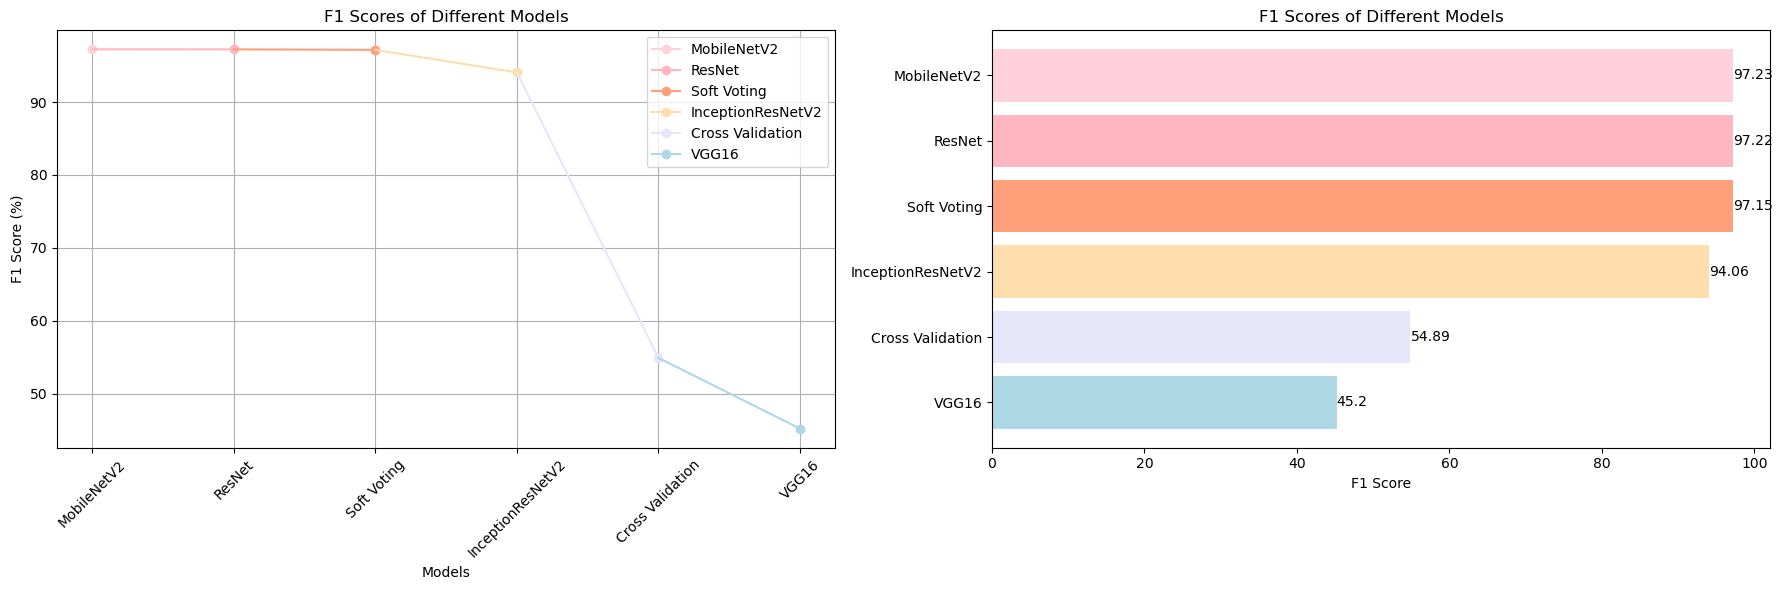 F1 Scores of Different Models
F1 Score (%)
90
80
70
60
50
MobileNetV2
ResNet
Soft Voting
InceptionResNetV2
Cross Validation
VGG16
MobileNetV2
ResNet
Soft Voting
InceptionResNetV2
Cross Validation
VGG16
Models
F1 Scores of Different Models
MobileNetV2
97.23
ResNet
97.22
Soft Voting
97.15
InceptionResNetV2
94.06
Cross Validation
54.89
VGG16
45.2
0
20
40
60
80
100
F1 Score